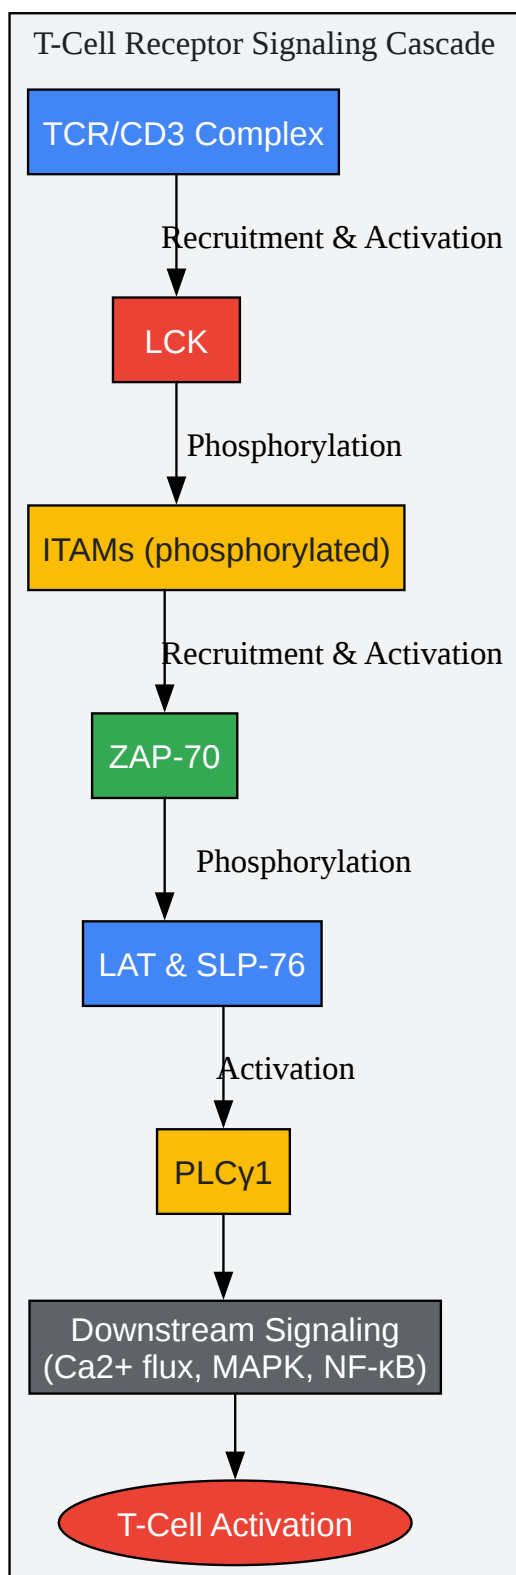 T-Cell Receptor Signaling Cascade
TCR/CD3 Complex
Recruitment & Activation
LCK
Phosphorylation
ITAMs (phosphorylated)
Recruitment & Activation
ZAP-70
Phosphorylation
LAT & SLP-76
Activation
PLCγ1
Downstream Signaling
(Ca2+ flux, MAPK, NF-κB)
T-Cell Activation